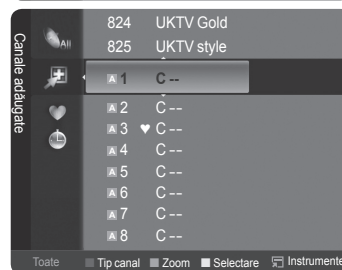 Canale adăugate
All
824 UKTV Gold
825 UKTV style
A 1 C --
A 2 C --
A 3 ♥ C --
A 4 C --
A 5 C --
A 6 C --
A 7 C --
A 8 C --
Toate Tip canal Zoom Selectare Instrumente